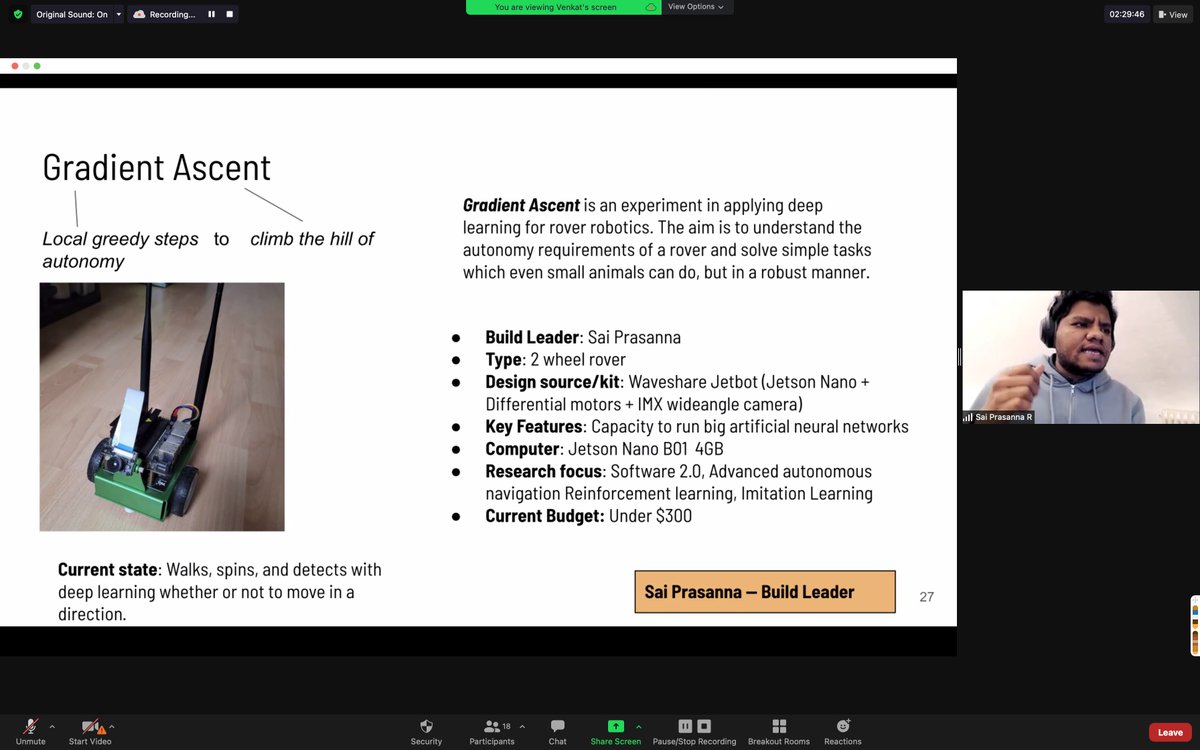 Original Sound: On
Recording...
You are viewing Venkat's screen
View Options
02:29:46
View
Gradient Ascent
Local greedy steps to climb the hill of
autonomy
Gradient Ascent is an experiment in applying deep
learning for rover robotics. The aim is to understand the
autonomy requirements of a rover and solve simple tasks
which even small animals can do, but in a robust manner.
● Build Leader: Sai Prasanna
● Type: 2 wheel rover
● Design source/kit: Waveshare Jetbot (Jetson Nano +
Differential motors + IMX wideangle camera)
● Key Features: Capacity to run big artificial neural networks
● Computer: Jetson Nano B01 4GB
● Research focus: Software 2.0, Advanced autonomous
navigation Reinforcement learning, Imitation Learning
● Current Budget: Under $300
Current state: Walks, spins, and detects with
deep learning whether or not to move in a
direction.
Sai Prasanna – Build Leader
27
Sai Prasanna R
Unmute
Start Video
Security
Participants
18
Chat
Share Screen
Pause/Stop Recording
Breakout Rooms
Reactions
Leave